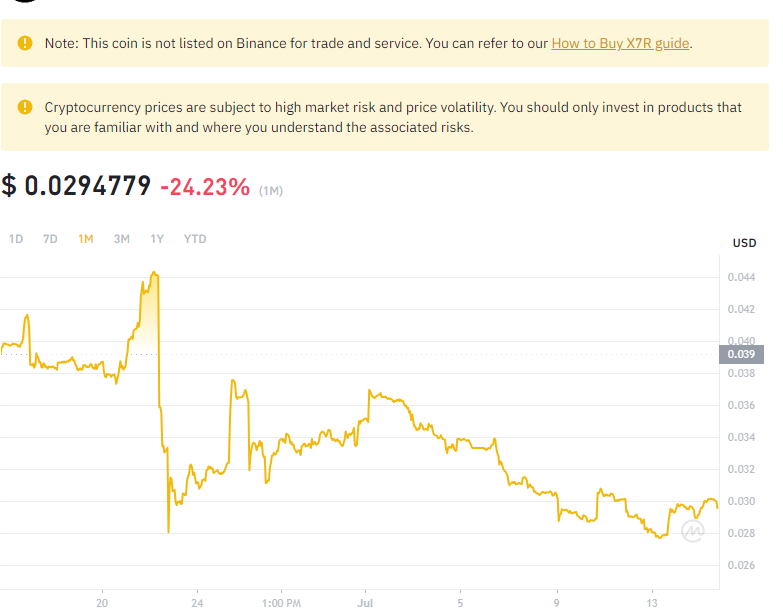 Note: This coin is not listed on Binance for trade and service. You can refer to our How to Buy X7R guide.
Cryptocurrency prices are subject to high market risk and price volatility. You should only invest in products that
you are familiar with and where you understand the associated risks.
$ 0.0294779 -24.23% (1M)
1D 7D 1M 3M 1Y YTD
USD
0.044
0.042
0.040
0.039
0.038
0.036
0.034
0.032
0.030
0.028
0.026
20 24 1:00 PM Jul 5 9 13